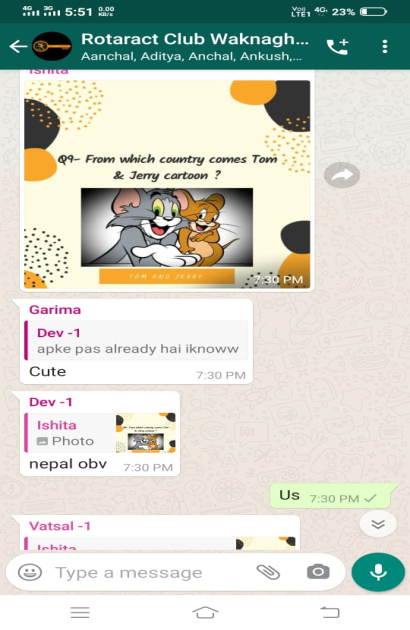 4G 3G 5:51 0.00 KB/s VoLTE1 4G 23%
Rotaract Club Waknagh...
Aanchal, Aditya, Anchal, Ankush,...
Ishita
Q9- From which country comes Tom
& Jerry cartoon ?
TOM AND JERRY
7:30 PM
Garima
Dev -1
apke pas already hai iknoww
Cute 7:30 PM
Dev -1
Ishita
Photo
nepal obv 7:30 PM
Us 7:30 PM
Vatsal -1
Ishita
Type a message